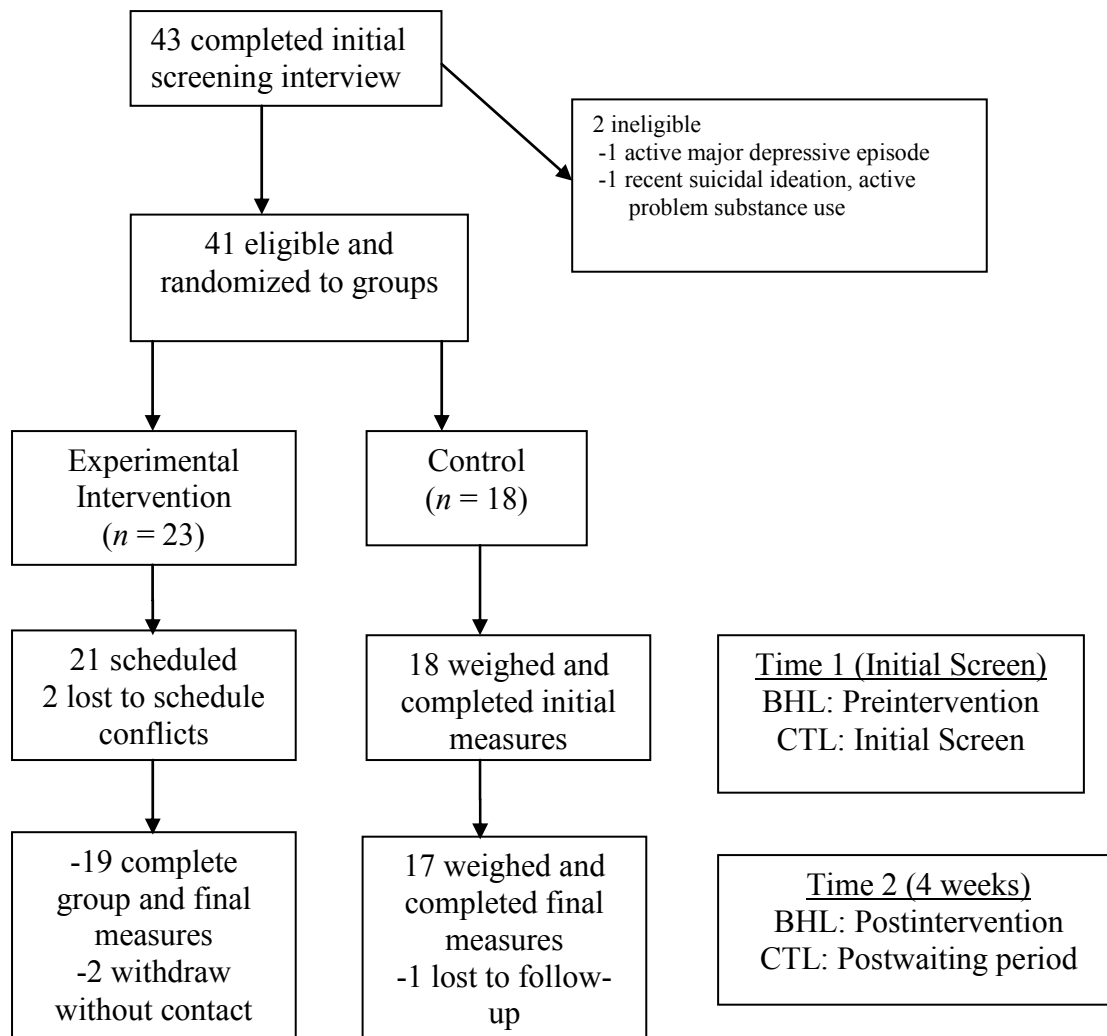 43 completed initial
screening interview
2 ineligible
-1 active major depressive episode
-1 recent suicidal ideation, active
problem substance use
41 eligible and
randomized to groups
Experimental
Intervention
(n = 23)
Control
(n = 18)
21 scheduled
2 lost to schedule
conflicts
18 weighed and
completed initial
measures
Time 1 (Initial Screen)
BHL: Preintervention
CTL: Initial Screen
-19 complete
group and final
measures
-2 withdraw
without contact
17 weighed and
completed final
measures
-1 lost to follow-
up
Time 2 (4 weeks)
BHL: Postintervention
CTL: Postwaiting period